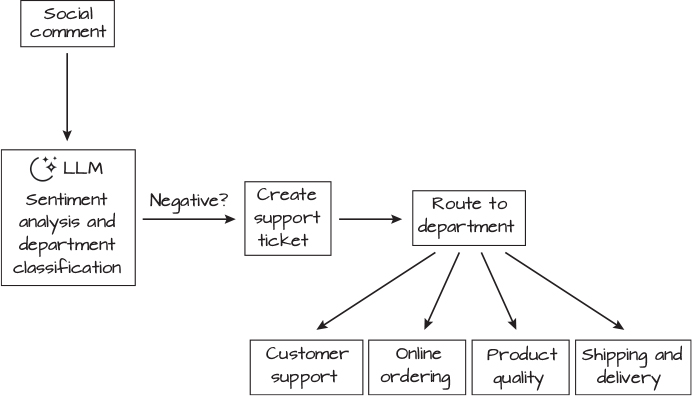 Social
comment
LLM
Sentiment
analysis and
department
classification
Negative?
Create
support
ticket
Route to
department
Customer
support
Online
ordering
Product
quality
Shipping and
delivery